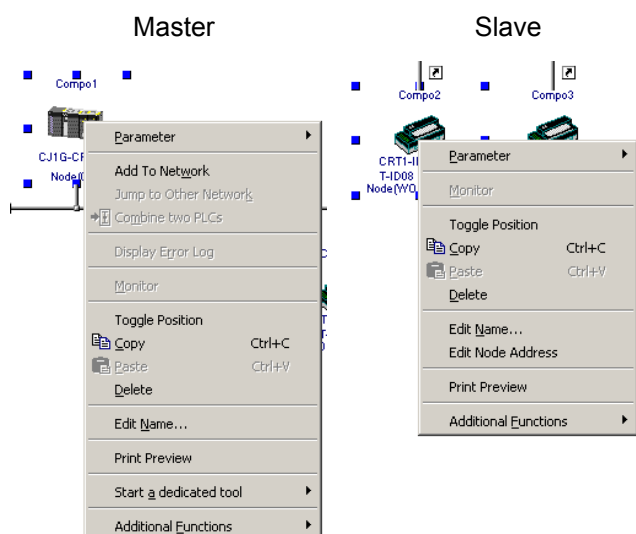 Master
Compo1
CJ1G-CP
Node(
Parameter
Add To Network
Jump to Other Network
Combine two PLCs
Display Error Log
Monitor
Toggle Position
Copy Ctrl+C
Paste Ctrl+V
Delete
Edit Name...
Print Preview
Start a dedicated tool
Additional Functions
Slave
Compo2 Compo3
CRT1-I
T-ID08
Node(WO
Parameter
Monitor
Toggle Position
Copy Ctrl+C
Paste Ctrl+V
Delete
Edit Name...
Edit Node Address
Print Preview
Additional Functions